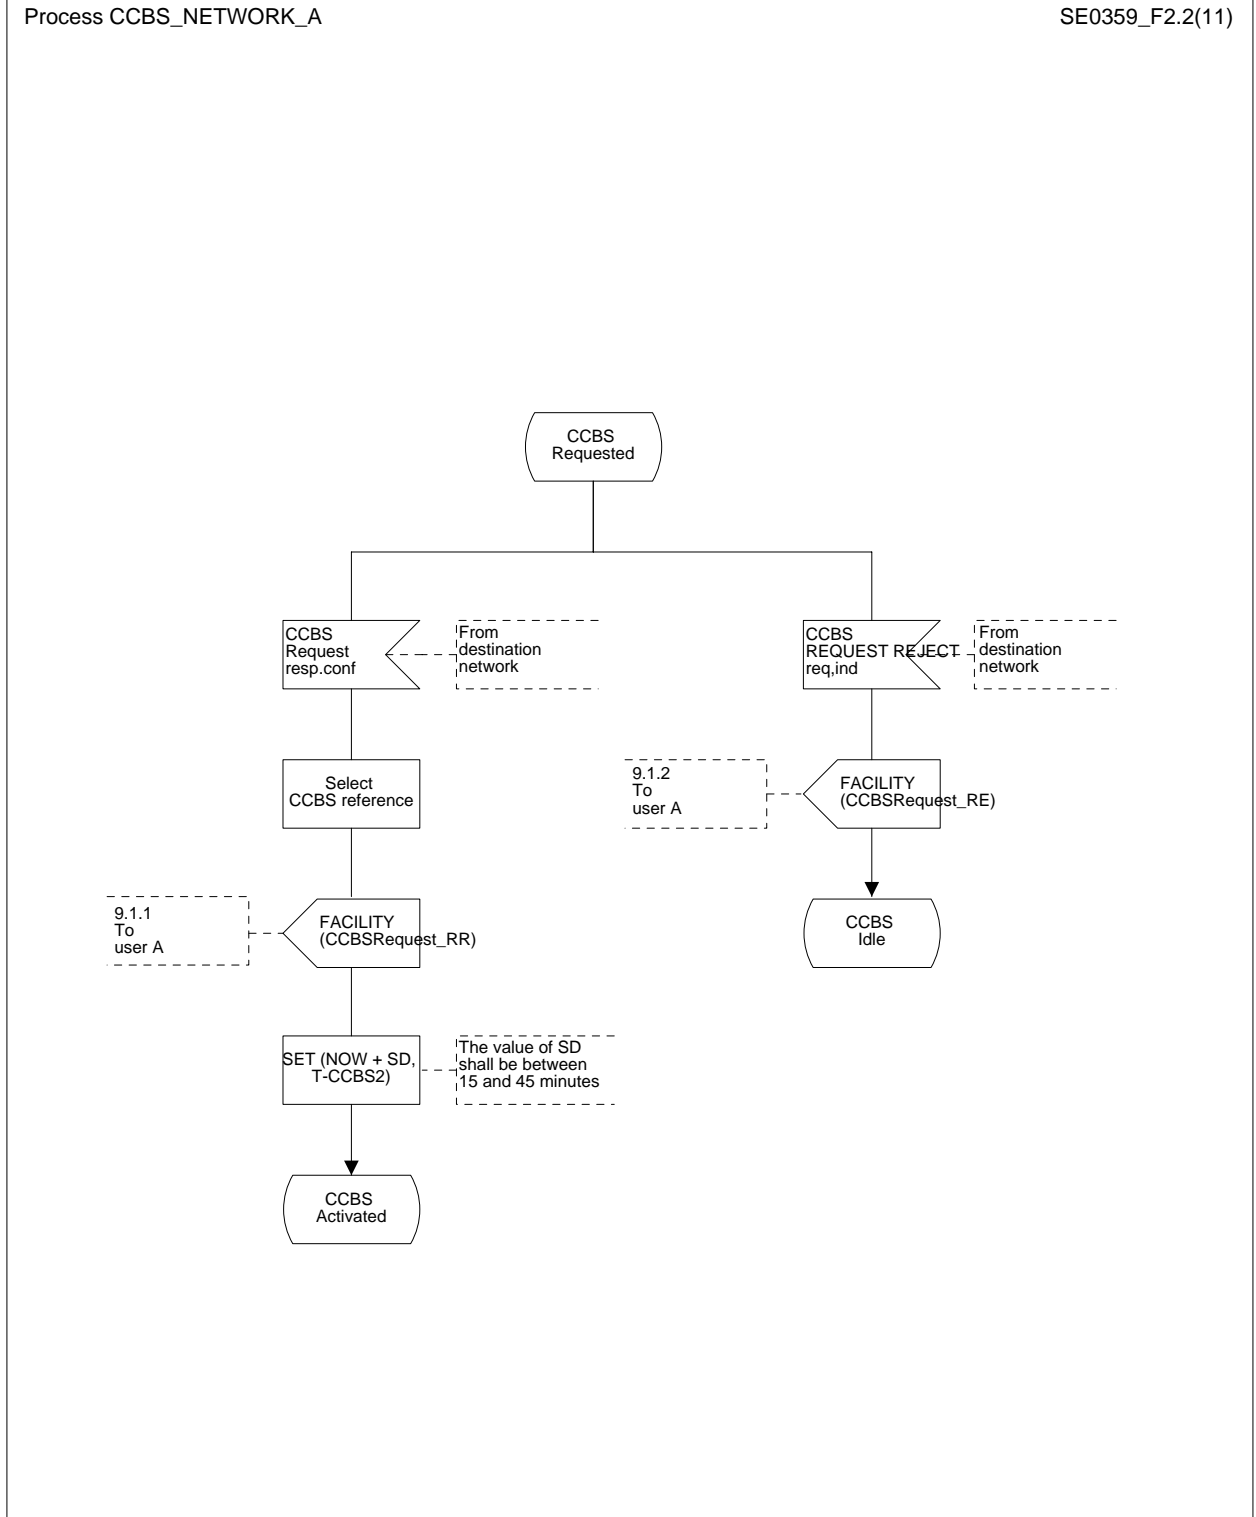 Process CCBS_NETWORK_A
SE0359_F2.2(11)
CCBS
Requested
CCBS
Request
resp.conf
From
destination
network
CCBS
REQUEST REJECT
req,ind
From
destination
network
Select
CCBS reference
9.1.2
To
user A
FACILITY
(CCBSRequest_RE)
9.1.1
To
user A
FACILITY
(CCBSRequest_RR)
CCBS
Idle
SET (NOW + SD,
T-CCBS2)
The value of SD
shall be between
15 and 45 minutes
CCBS
Activated